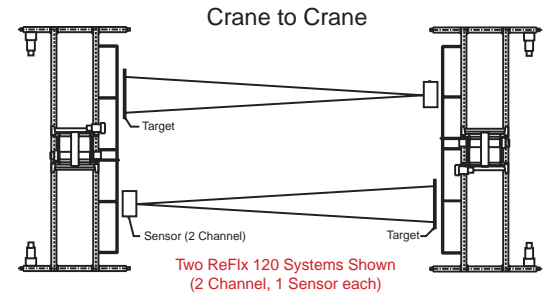 Crane to Crane
Target
Sensor (2 Channel)
Target
Two ReFlx 120 Systems Shown
(2 Channel, 1 Sensor each)